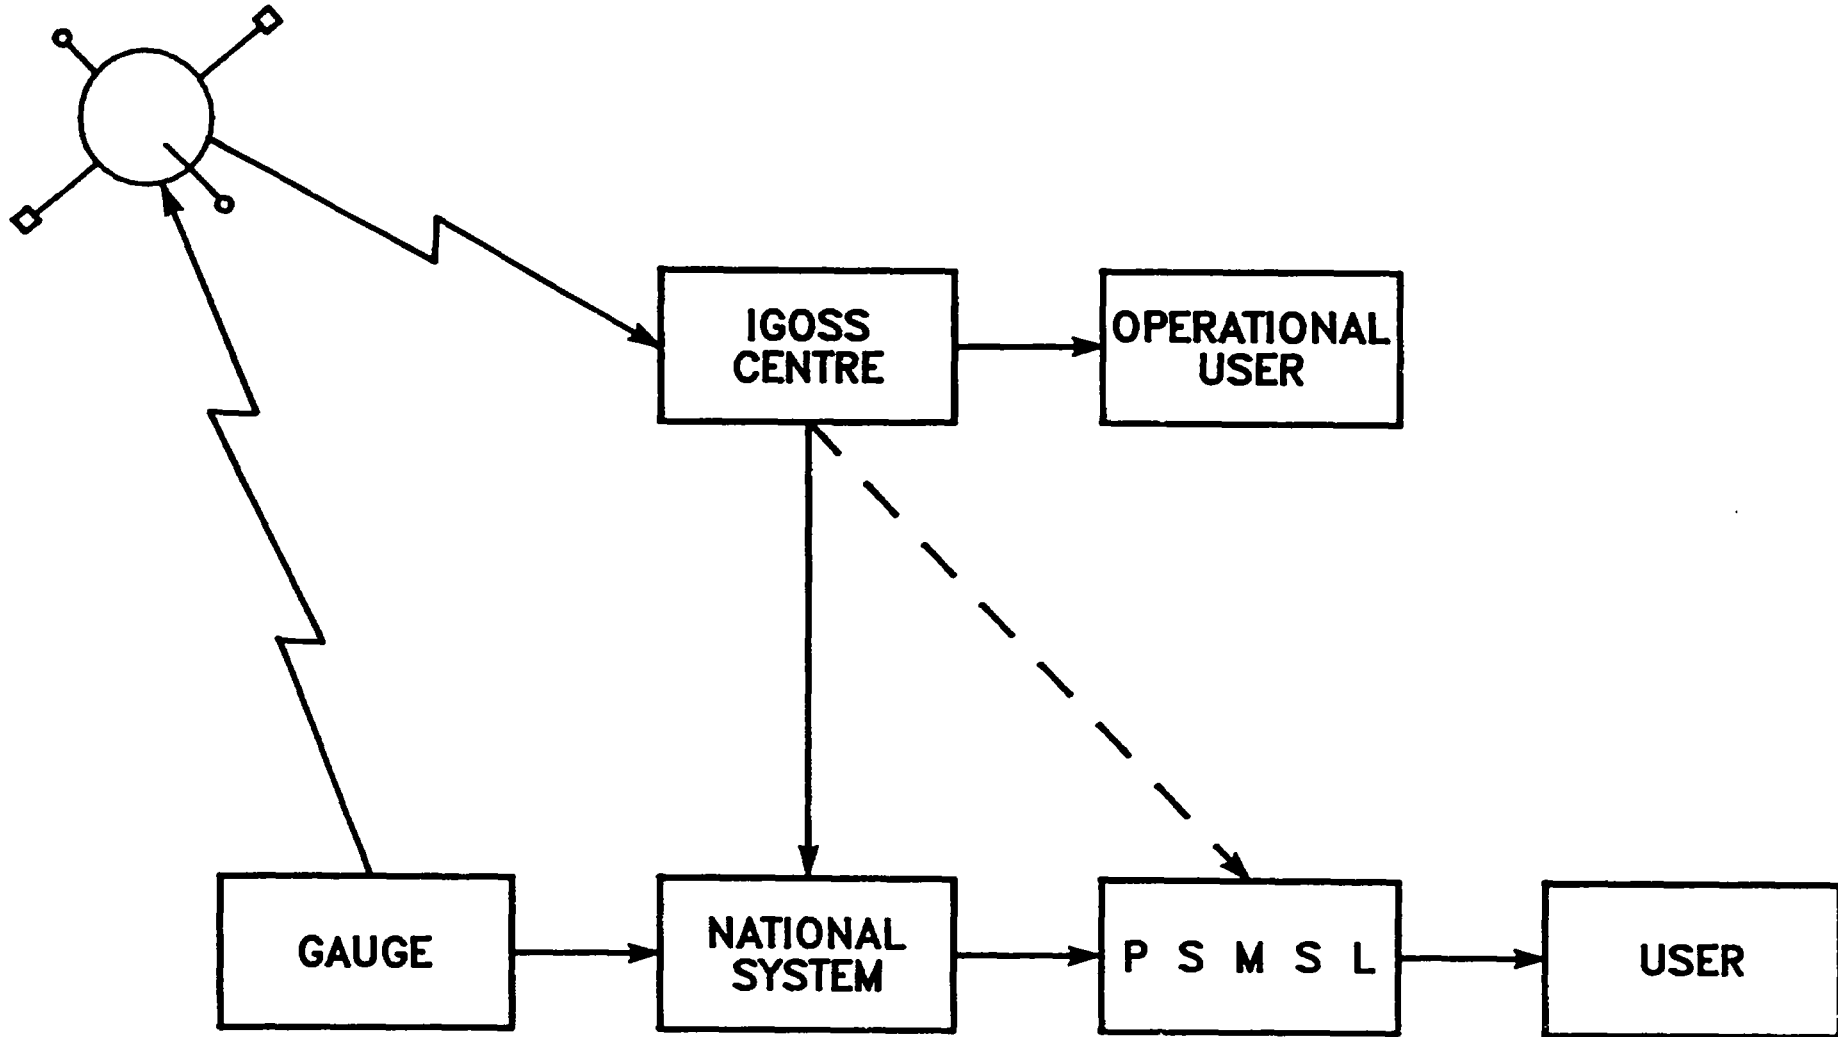 IGOSS
CENTRE
OPERATIONAL
USER
GAUGE
NATIONAL
SYSTEM
P S M S L
USER